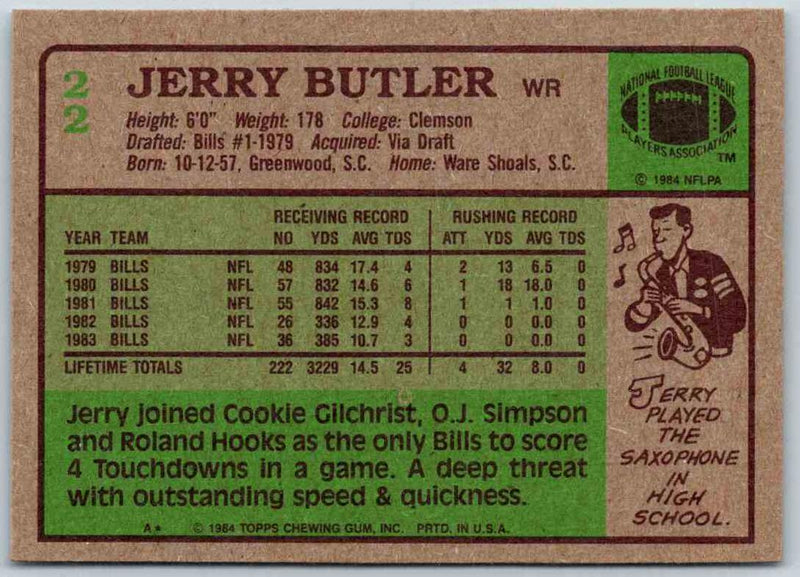 22
JERRY BUTLER WR
Height: 6'0" Weight: 178 College: Clemson
Drafted: Bills #1-1979 Acquired: Via Draft
Born: 10-12-57, Greenwood, S.C. Home: Ware Shoals, S.C.
NATIONAL FOOTBALL LEAGUE
PLAYERS ASSOCIATION
TM
© 1984 NFLPA
RECEIVING RECORD RUSHING RECORD
YEAR TEAM NO YDS AVG TDS ATT YDS AVG TDS
1979 BILLS NFL 48 834 17.4 4 2 13 6.5 0
1980 BILLS NFL 57 832 14.6 6 1 18 18.0 0
1981 BILLS NFL 55 842 15.3 8 1 1 1.0 0
1982 BILLS NFL 26 336 12.9 4 0 0 0.0 0
1983 BILLS NFL 36 385 10.7 3 0 0 0.0 0
LIFETIME TOTALS 222 3229 14.5 25 4 32 8.0 0
Jerry joined Cookie Gilchrist, O.J. Simpson
and Roland Hooks as the only Bills to score
4 Touchdowns in a game. A deep threat
with outstanding speed & quickness.
JERRY
PLAYED
THE
SAXOPHONE
IN
HIGH
SCHOOL.
A* © 1984 TOPPS CHEWING GUM, INC. PRTD. IN U.S.A.